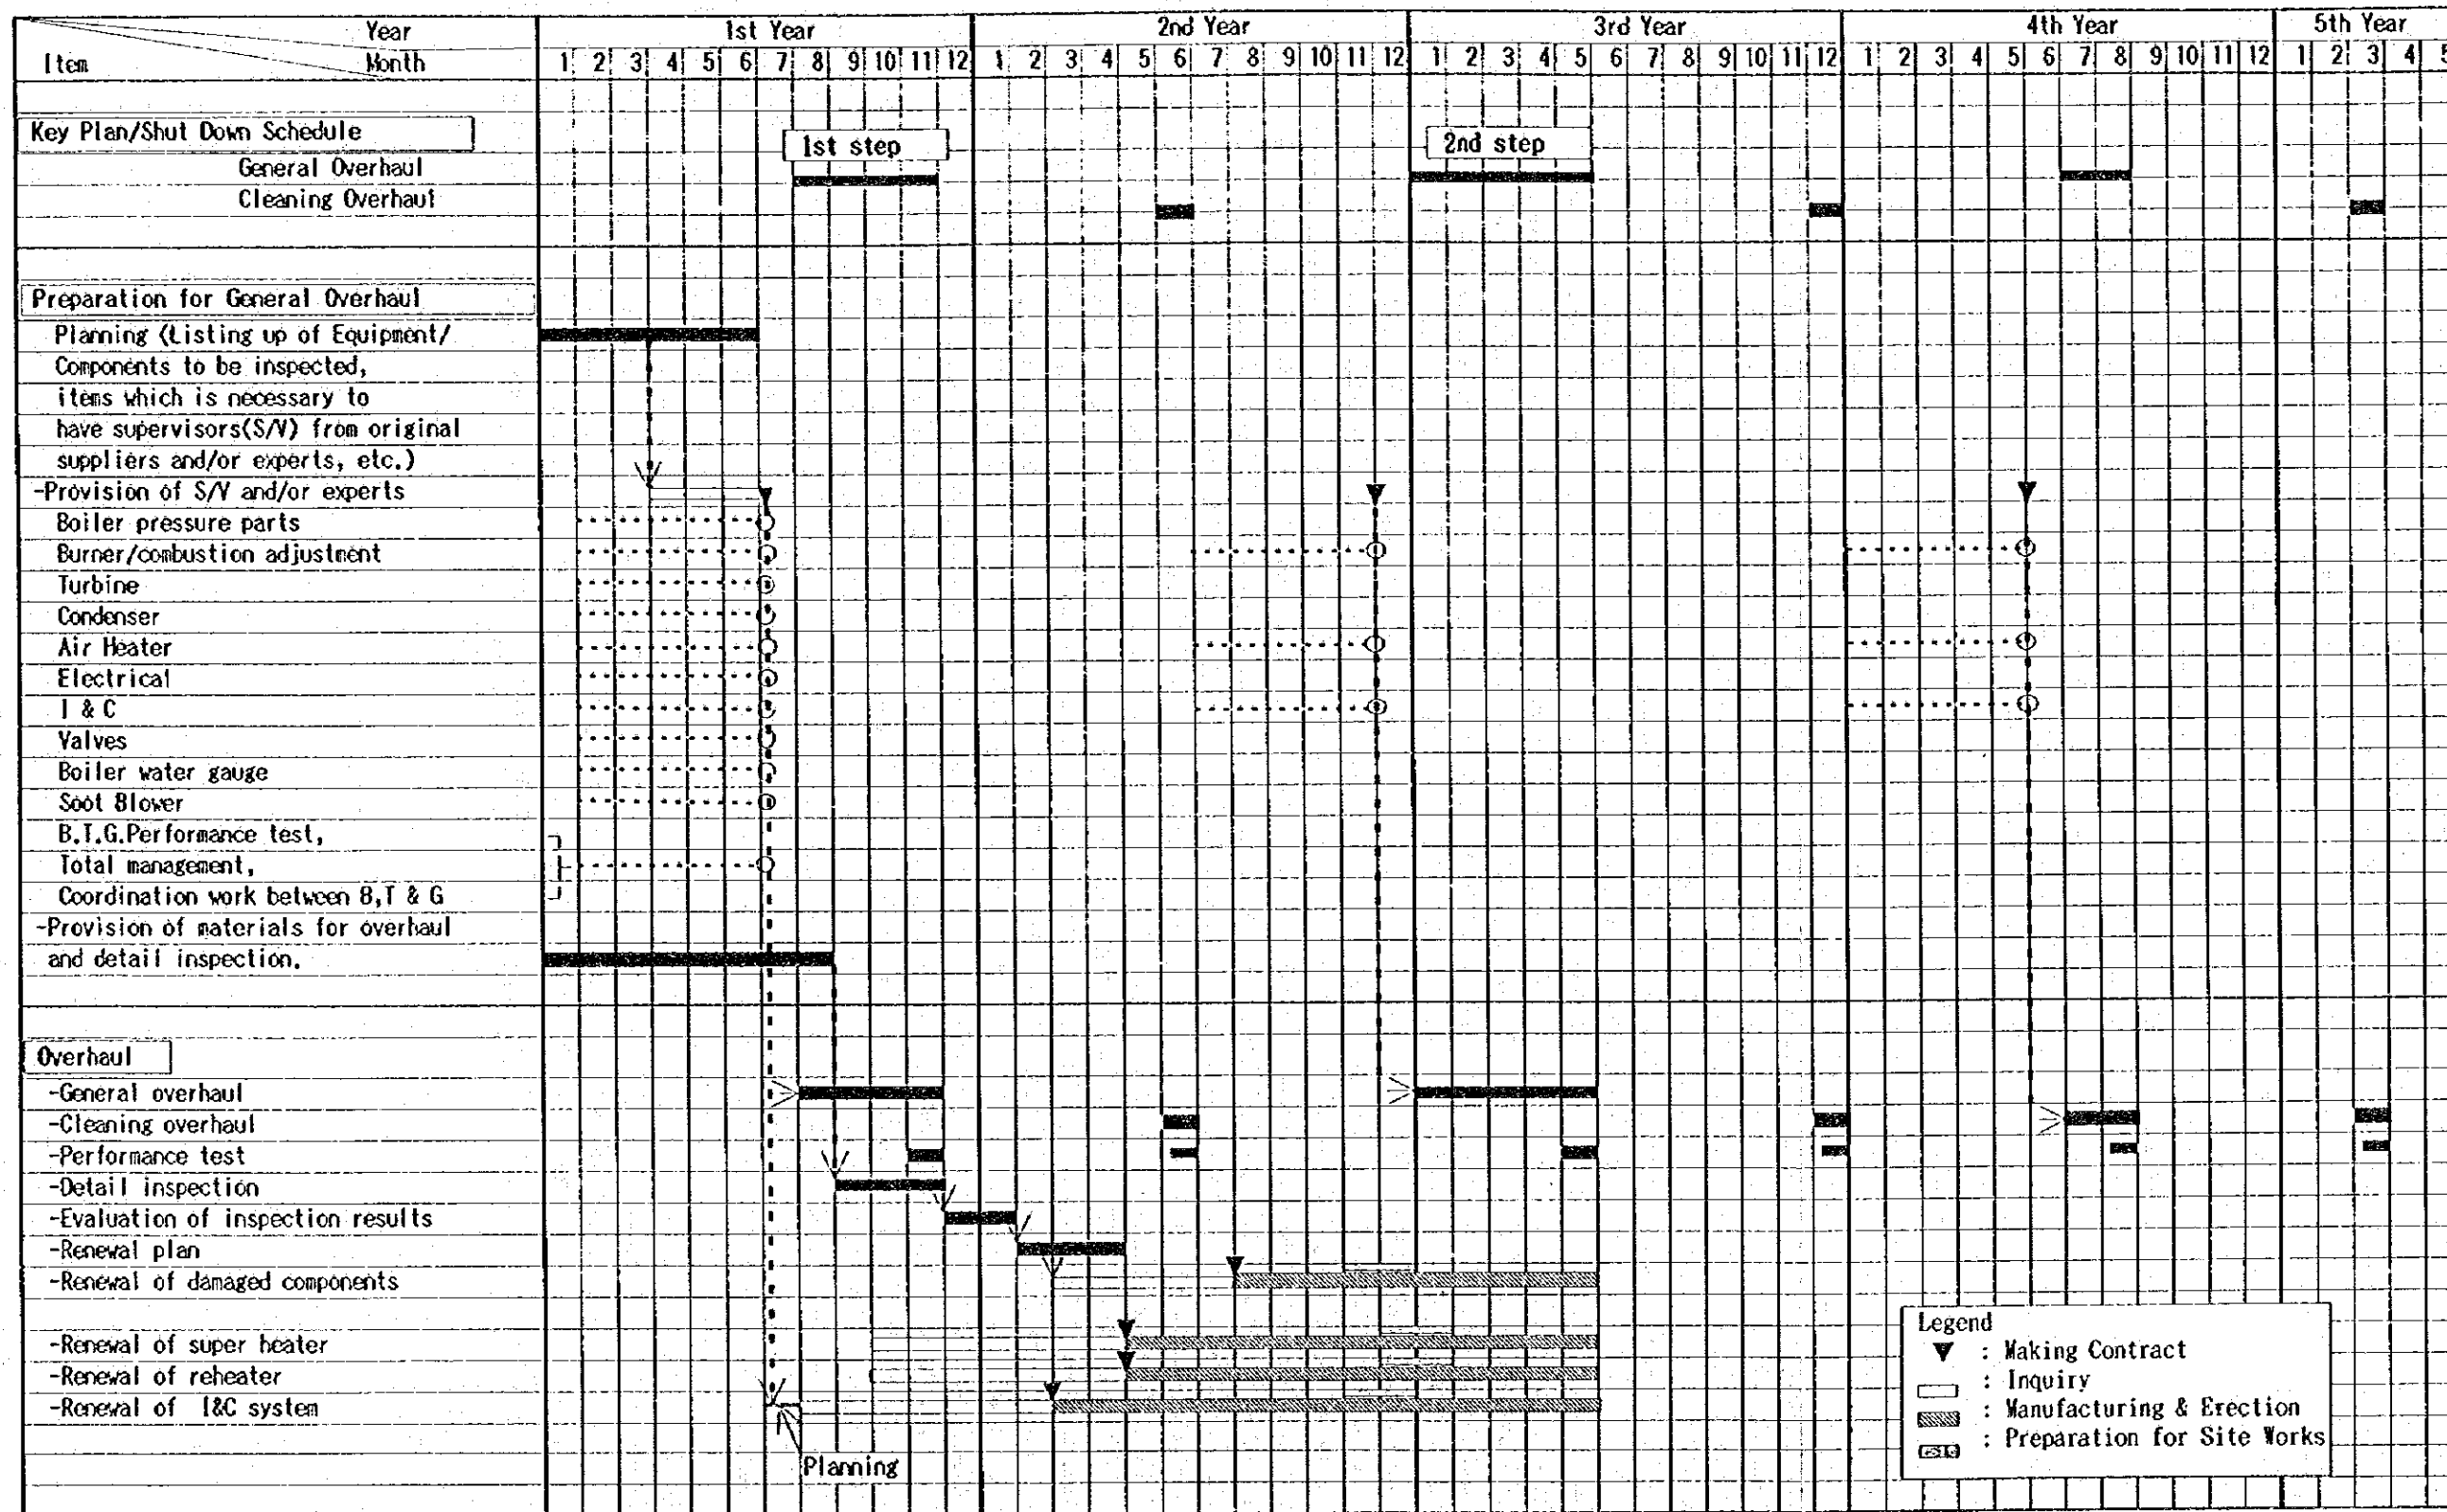 Year
1st Year 2nd Year 3rd Year 4th Year 5th Year
Item Month
1 2 3 4 5 6 7 8 9 10 11 12 1 2 3 4 5 6 7 8 9 10 11 12 1 2 3 4 5 6 7 8 9 10 11 12 1 2 3 4 5 6 7 8 9 10 11 12 1 2 3 4 5
Key Plan/Shut Down Schedule
1st step 2nd step
General Overhaul
Cleaning Overhaul
Preparation for General Overhaul
Planning (Listing up of Equipment/
Components to be inspected,
items which is necessary to
have supervisors(S/V) from original
suppliers and/or experts, etc.)
-Provision of S/V and/or experts
Boiler pressure parts
Burner/combustion adjustment
Turbine
Condenser
Air Heater
Electrical
I & C
Valves
Boiler water gauge
Soot Blower
B.T.G.Performance test,
Total management,
Coordination work between B,T & G
-Provision of materials for overhaul
and detail inspection.
Overhaul
-General overhaul
-Cleaning overhaul
-Performance test
-Detail inspection
-Evaluation of inspection results
-Renewal plan
-Renewal of damaged components
-Renewal of super heater
-Renewal of reheater
-Renewal of I&C system
Planning
Legend
: Making Contract
: Inquiry
: Manufacturing & Erection
: Preparation for Site Works